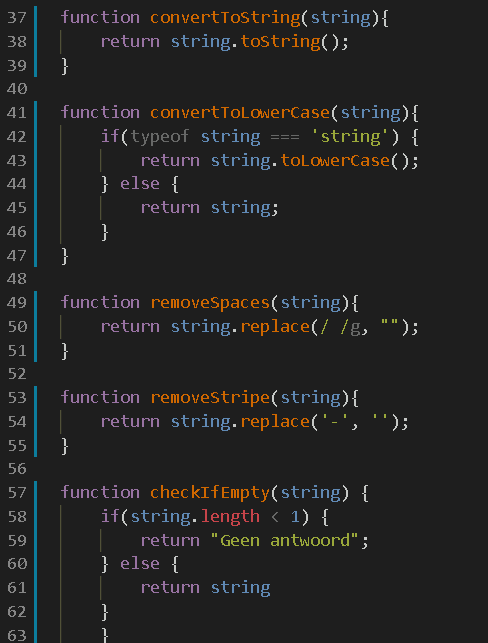 37 function convertToString(string){
38     return string.toString();
39 }
40
41 function convertToLowerCase(string){
42     if(typeof string === 'string') {
43         return string.toLowerCase();
44     } else {
45         return string;
46     }
47 }
48
49 function removeSpaces(string){
50     return string.replace(/ /g, "");
51 }
52
53 function removeStripe(string){
54     return string.replace('-', '');
55 }
56
57 function checkIfEmpty(string) {
58     if(string.length < 1) {
59         return "Geen antwoord";
60     } else {
61         return string
62     }
63     }